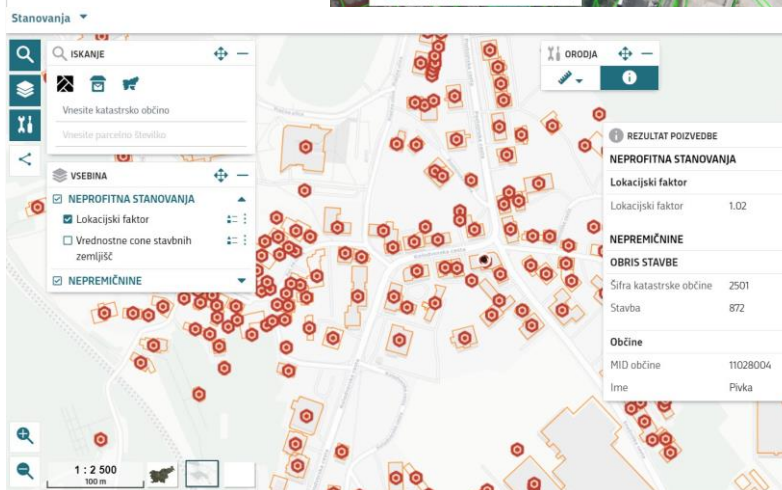 Stanovanja
ISKANJE
Vnesite katastrsko občino
Vnesite parcelno številko
VSEBINA
NEPROFITNA STANOVANJA
Lokacijski faktor
Vrednostne cone stavbnih
zemljišč
NEPREMIČNINE
1 : 2 500
100 m
Kolodvorska cesta
ORODJA
REZULTAT POIZVEDBE
NEPROFITNA STANOVANJA
Lokacijski faktor
Lokacijski faktor 1.02
NEPREMIČNINE
OBRIS STAVBE
Šifra katastrske občine 2501
Stavba 872
Občine
MID občine 11028004
Ime Pivka